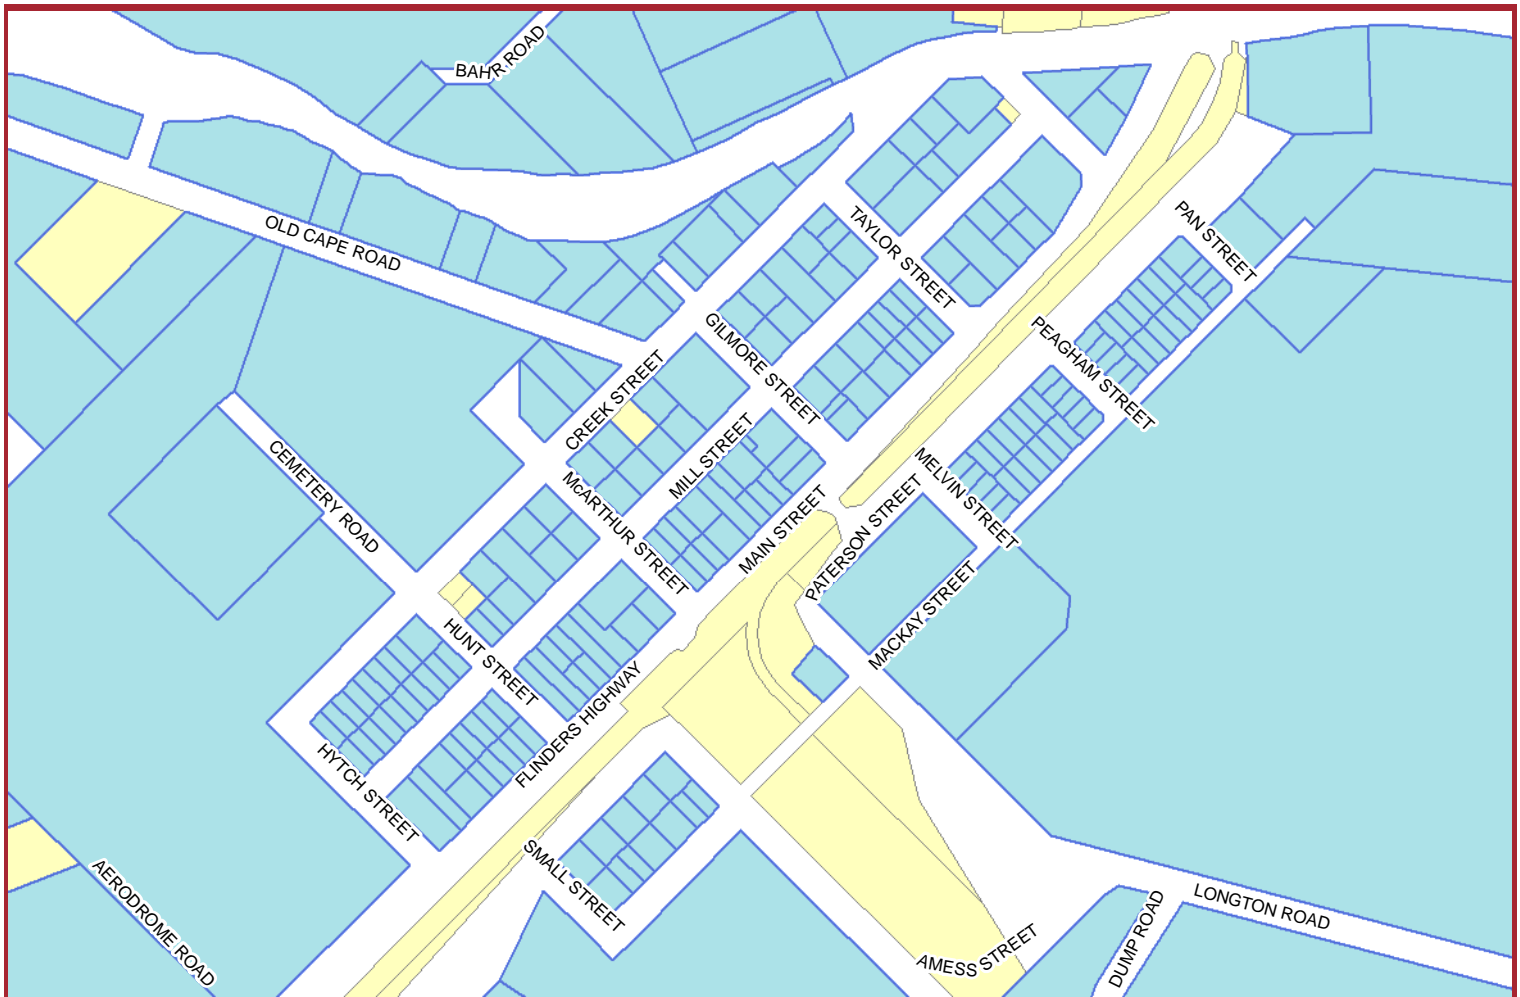 BAHR ROAD
OLD CAPE ROAD
TAYLOR STREET
PAN STREET
GILMORE STREET
PEAGHAM STREET
CREEK STREET
MILL STREET
CEMETERY ROAD
McARTHUR STREET
MAIN STREET
PATERSON STREET
MELVIN STREET
MACKAY STREET
HUNT STREET
FLINDERS HIGHWAY
HYTCH STREET
SMALL STREET
AERODROME ROAD
AMESS STREET
DUMP ROAD
LONGTON ROAD